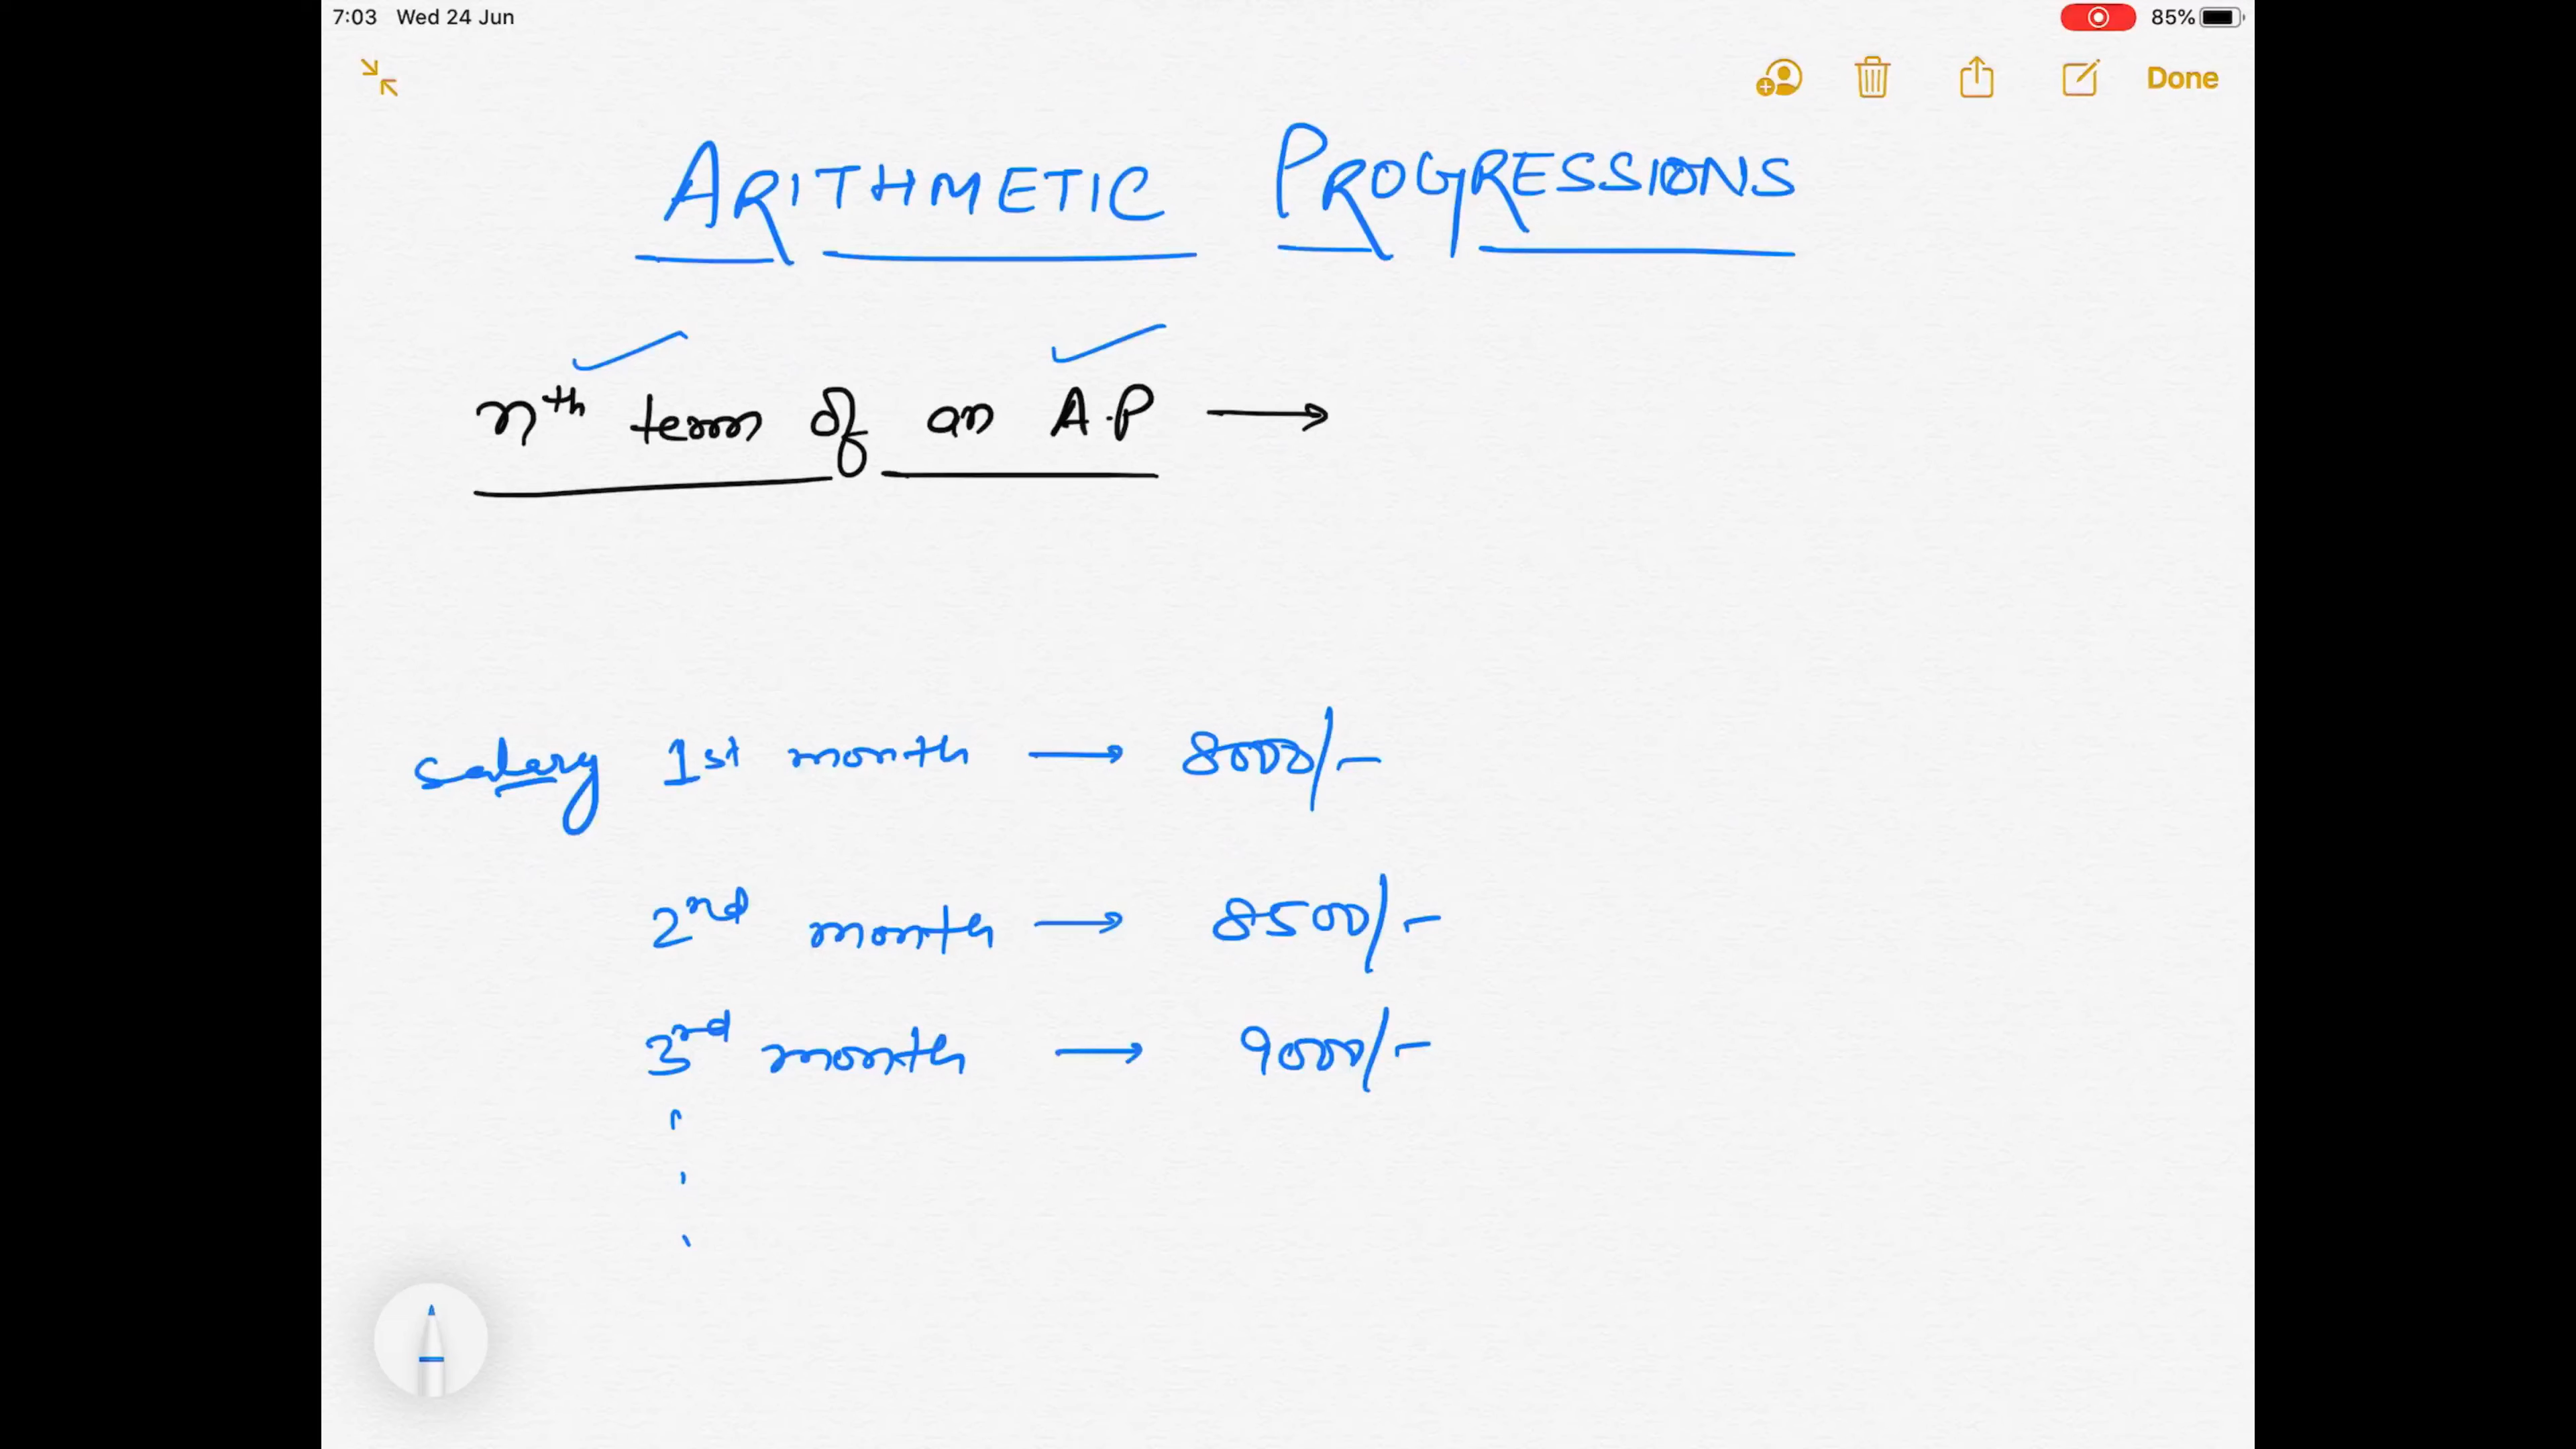 7:03 Wed 24 Jun 85%
Done
ARITHMETIC PROGRESSIONS
nth term of an A.P →
salary 1st month → 8000/-
2nd month → 8500/-
3rd month → 9000/-